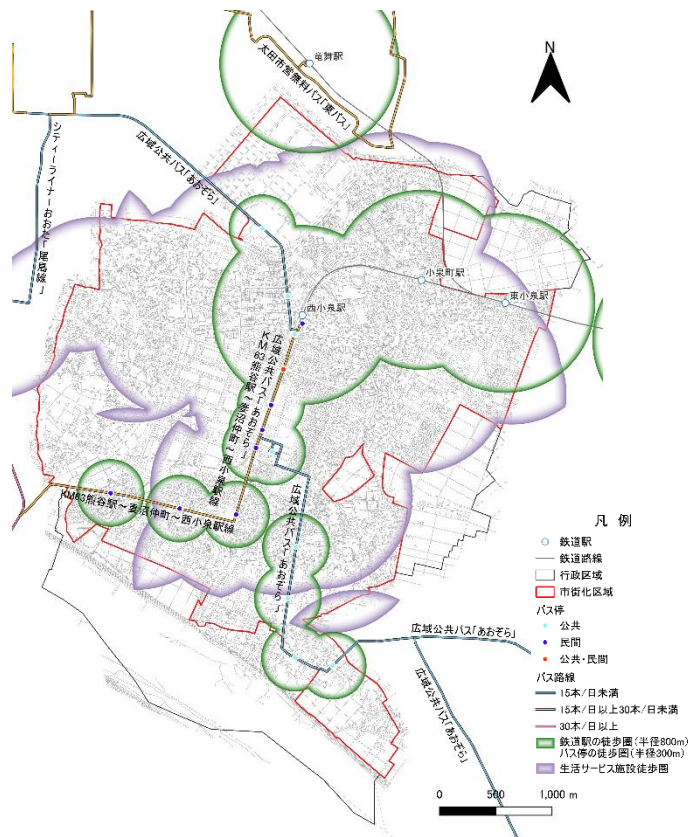 竜舞駅
太田市営無料バス「東バス」
N
広域公共バス「あおぞら」
シティーライナーおおた「尾島線」
小泉町駅
東小泉駅
西小泉駅
広域公共バス「あおぞら」
KM63熊谷駅～妻沼仲町～西小泉駅線
KM63熊谷駅～妻沼仲町～西小泉駅線
広域公共バス「あおぞら」
広域公共バス「あおぞら」
広域公共バス「あおぞら」
凡 例
鉄道駅
鉄道路線
行政区域
市街化区域
バス停
公共
民間
公共・民間
バス路線
15本/日未満
15本/日以上30本/日未満
30本/日以上
鉄道駅の徒歩圏(半径800m)
バス停の徒歩圏(半径300m)
生活サービス施設徒歩圏
0 500 1,000 m